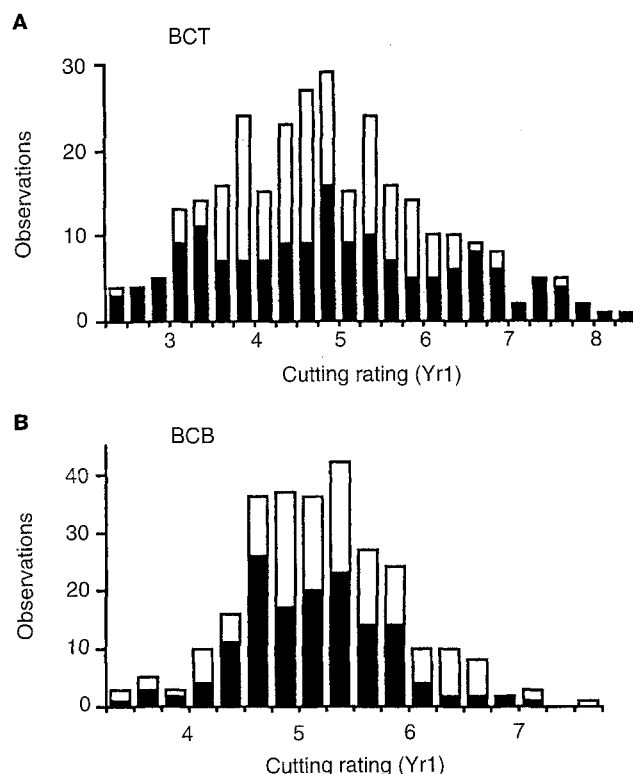 A
BCT
30
20
10
0
Observations
3 4 5 6 7 8
Cutting rating (Yr1)
B
BCB
40
30
20
10
0
Observations
4 5 6 7
Cutting rating (Yr1)